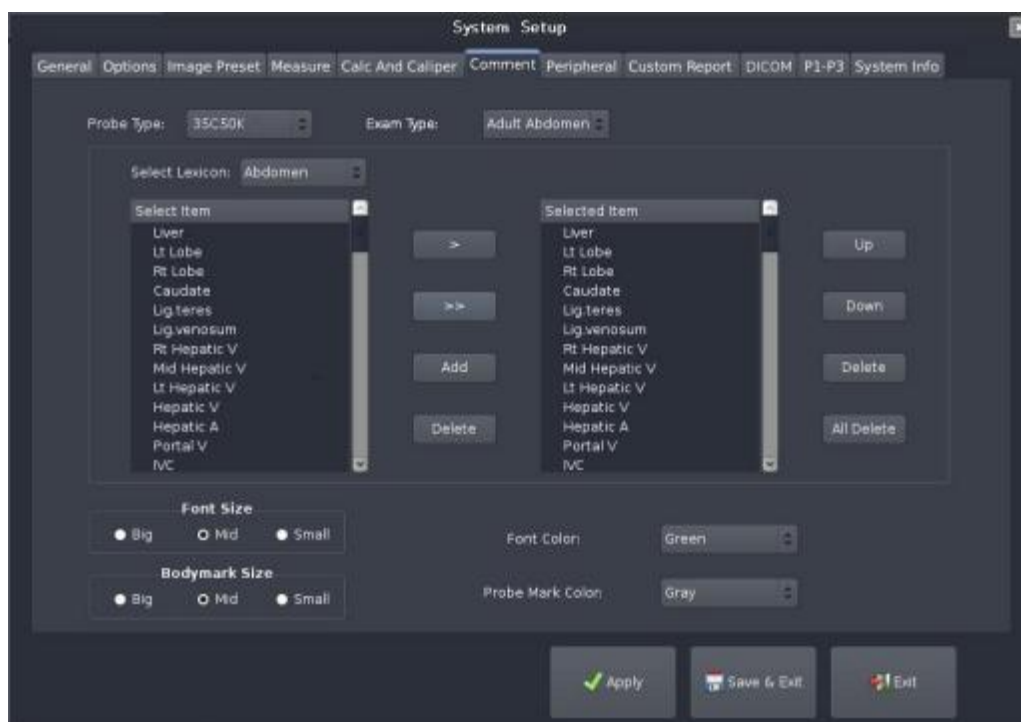 System Setup
General Options Image Preset Measure Calc And Caliper Comment Peripheral Custom Report DICOM P1-P3 System Info
Probe Type: 35C50K Exam Type: Adult Abdomen
Select Lexicon: Abdomen
Select Item
Liver
Lt Lobe
Rt Lobe
Caudate
Lig.teres
Lig.venosum
Rt Hepatic V
Mid Hepatic V
Lt Hepatic V
Hepatic V
Hepatic A
Portal V
IVC
>
>>
Add
Delete
Selected Item
Liver
Lt Lobe
Rt Lobe
Caudate
Lig.teres
Lig.venosum
Rt Hepatic V
Mid Hepatic V
Lt Hepatic V
Hepatic V
Hepatic A
Portal V
IVC
Up
Down
Delete
All Delete
Font Size
Big Mid Small
Font Color: Green
Bodymark Size
Big Mid Small
Probe Mark Color: Gray
Apply Save & Exit Exit